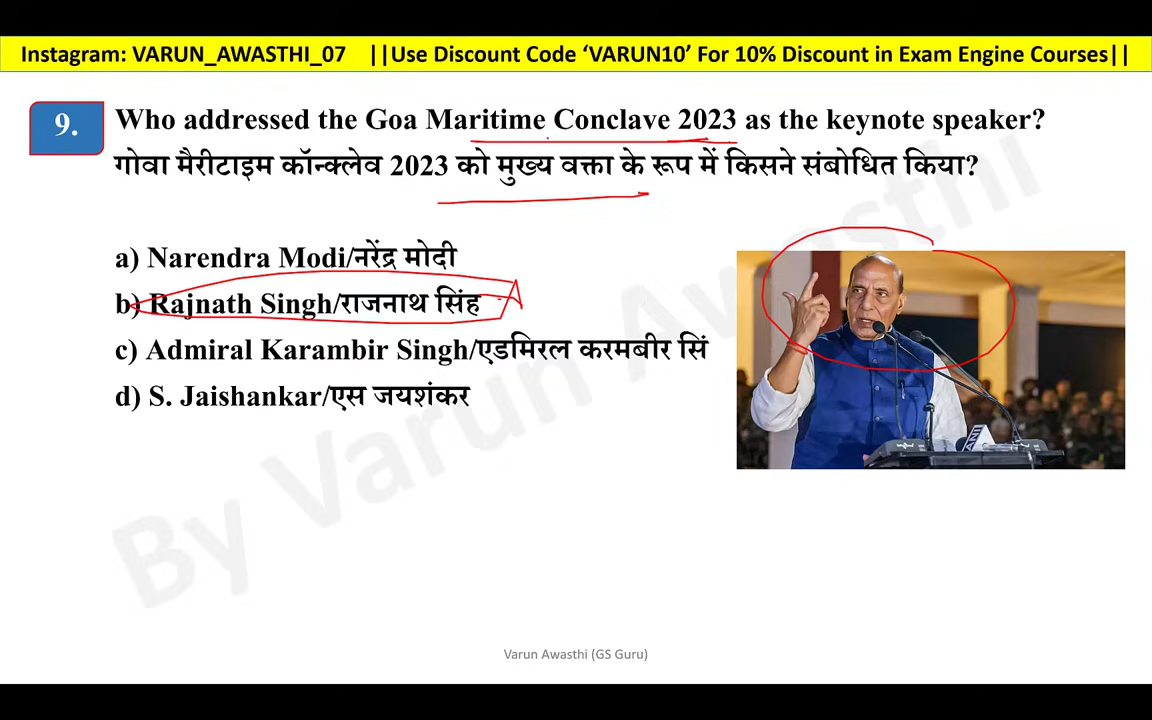 Instagram: VARUN_AWASTHI_07 ||Use Discount Code ‘VARUN10’ For 10% Discount in Exam Engine Courses||
9. Who addressed the Goa Maritime Conclave 2023 as the keynote speaker?
गोवा मैरीटाइम कॉन्क्लेव 2023 को मुख्य वक्ता के रूप में किसने संबोधित किया?
a) Narendra Modi/नरेंद्र मोदी
b) Rajnath Singh/राजनाथ सिंह
c) Admiral Karambir Singh/एडमिरल करमबीर सिं
d) S. Jaishankar/एस जयशंकर
ANI
By Varun Awasthi
Varun Awasthi (GS Guru)